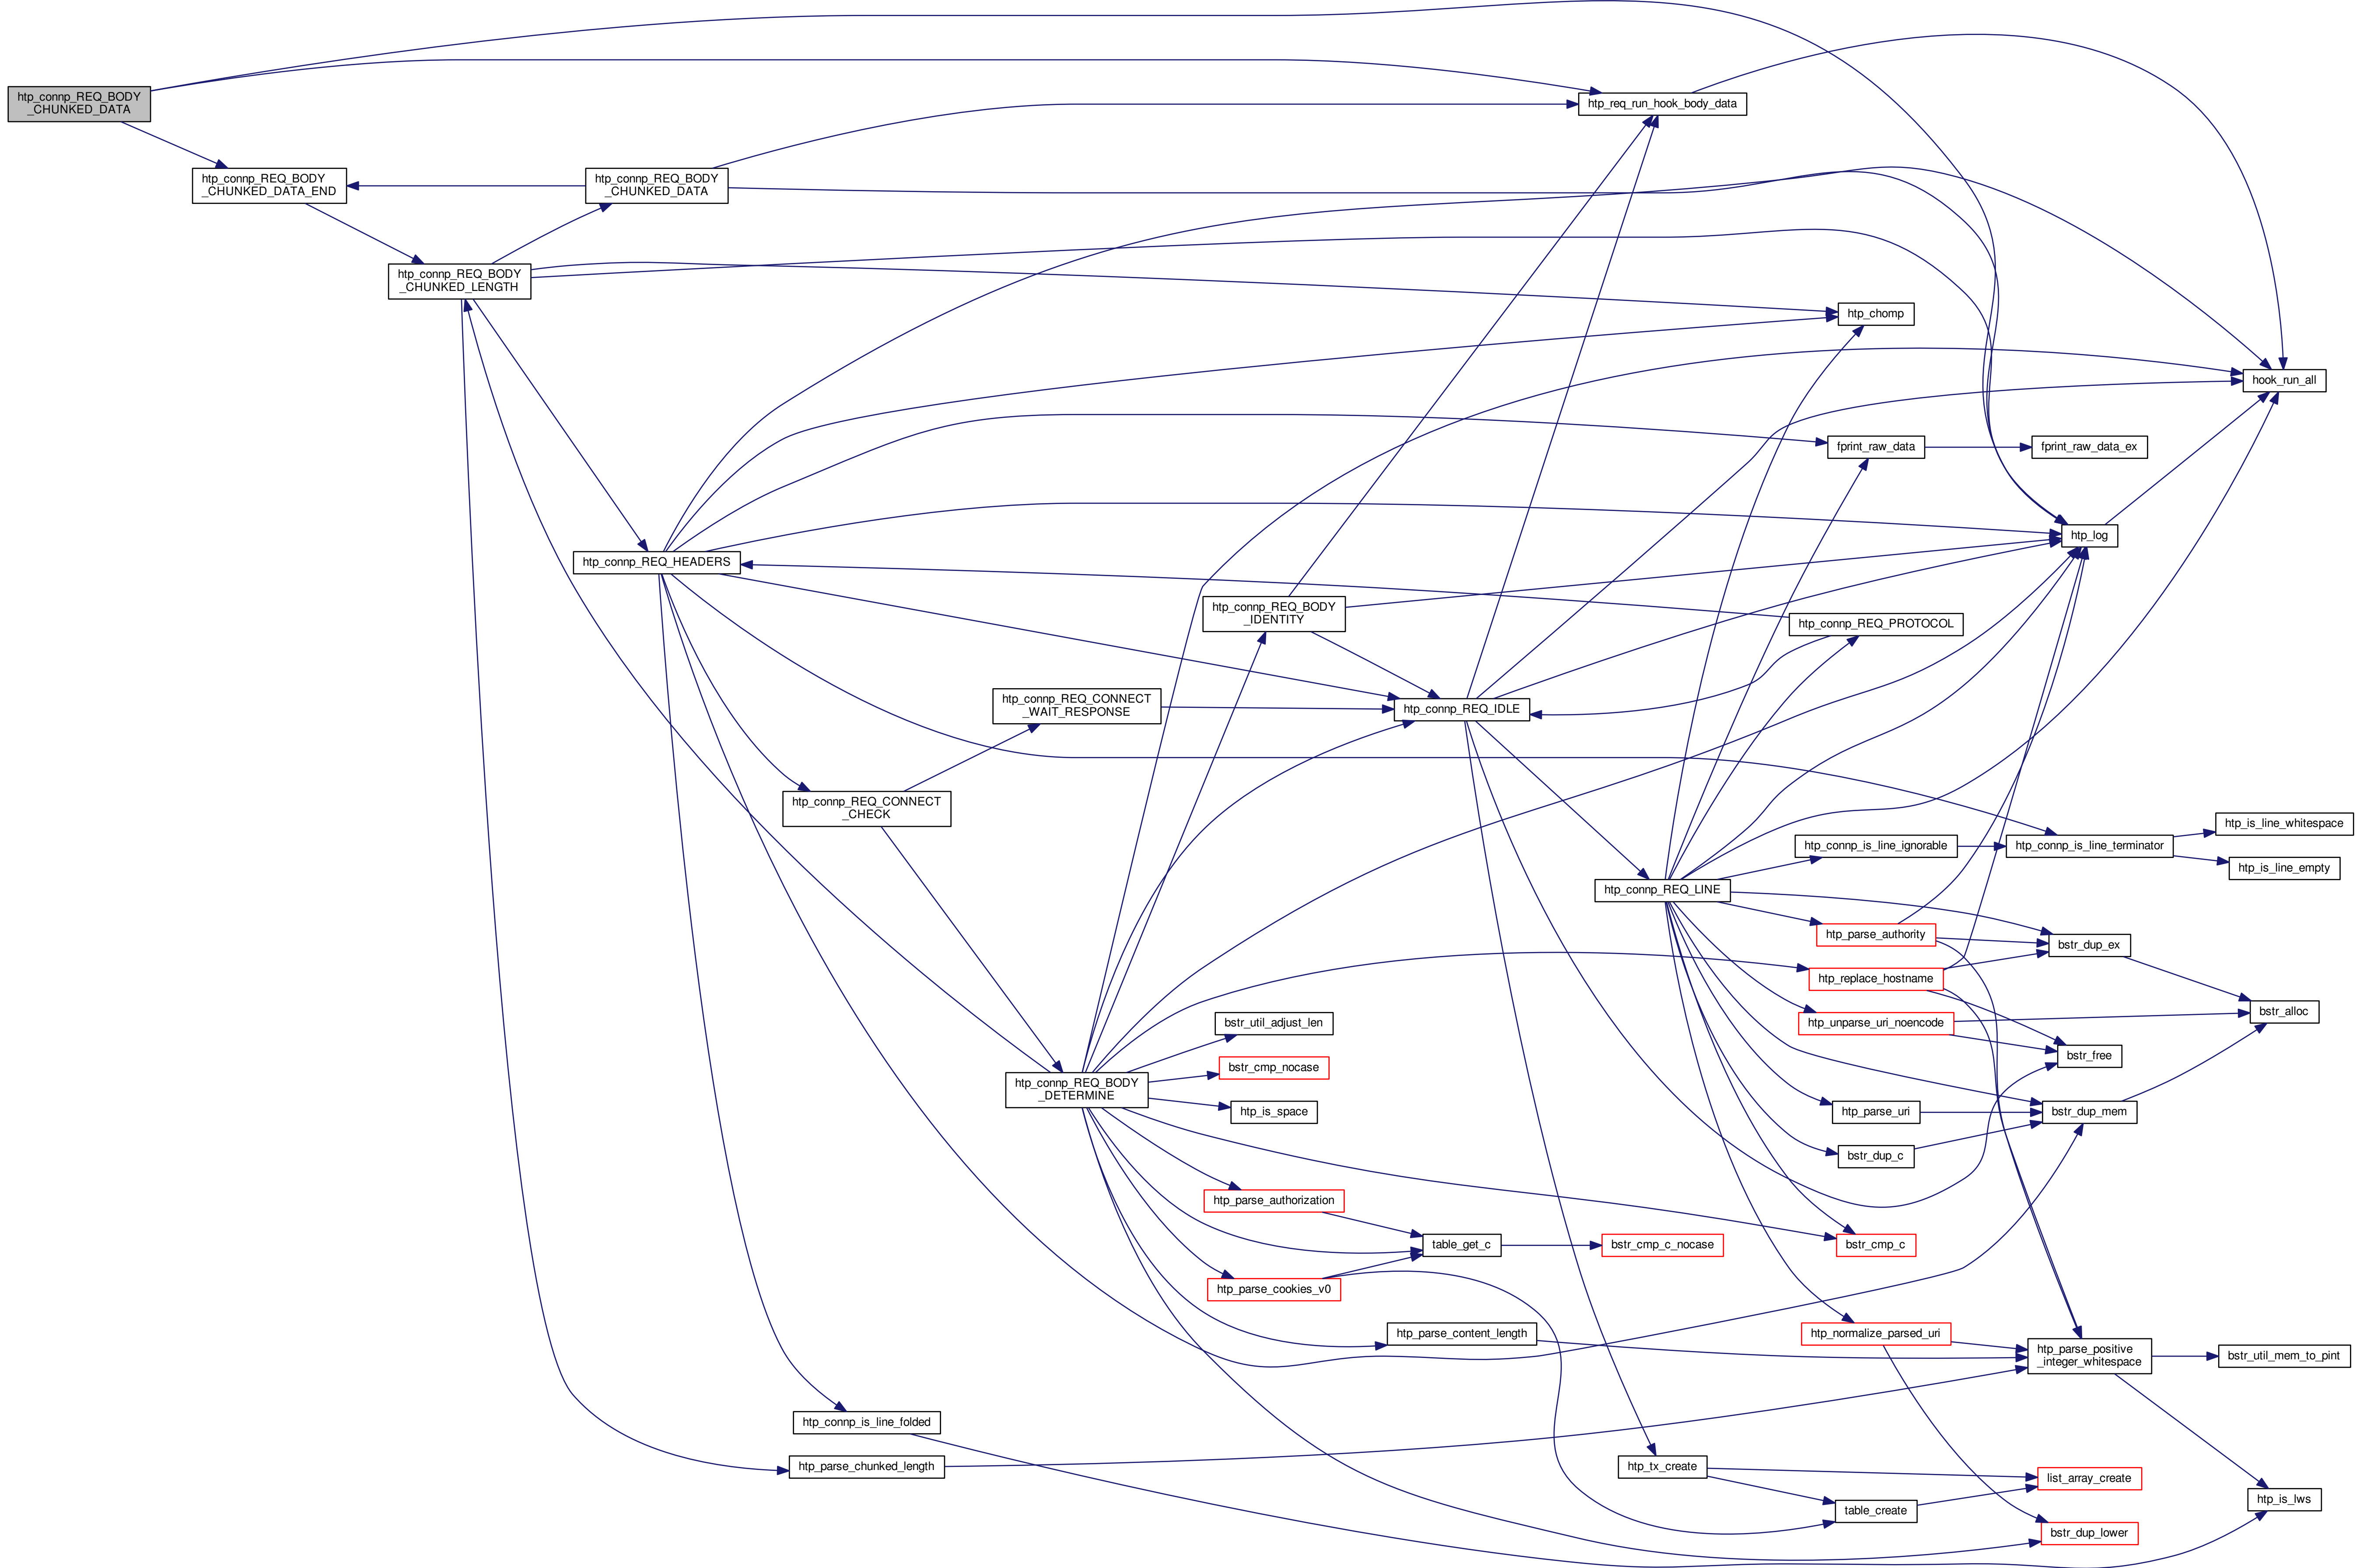 htp_connp_REQ_BODY
_CHUNKED_DATA
htp_req_run_hook_body_data
htp_connp_REQ_BODY
_CHUNKED_DATA_END
htp_connp_REQ_BODY
_CHUNKED_DATA
htp_connp_REQ_BODY
_CHUNKED_LENGTH
htp_chomp
hook_run_all
fprint_raw_data
fprint_raw_data_ex
htp_log
htp_connp_REQ_HEADERS
htp_connp_REQ_BODY
_IDENTITY
htp_connp_REQ_PROTOCOL
htp_connp_REQ_CONNECT
_WAIT_RESPONSE
htp_connp_REQ_IDLE
htp_connp_REQ_CONNECT
_CHECK
htp_is_line_whitespace
htp_connp_is_line_ignorable
htp_connp_is_line_terminator
htp_is_line_empty
htp_connp_REQ_LINE
htp_parse_authority
bstr_dup_ex
htp_replace_hostname
bstr_alloc
bstr_util_adjust_len
htp_unparse_uri_noencode
bstr_free
bstr_cmp_nocase
htp_connp_REQ_BODY
_DETERMINE
htp_is_space
htp_parse_uri
bstr_dup_mem
bstr_dup_c
htp_parse_authorization
table_get_c
bstr_cmp_c_nocase
bstr_cmp_c
htp_parse_cookies_v0
htp_parse_content_length
htp_normalize_parsed_uri
htp_parse_positive
_integer_whitespace
bstr_util_mem_to_pint
htp_connp_is_line_folded
htp_parse_chunked_length
htp_tx_create
list_array_create
htp_is_lws
table_create
bstr_dup_lower